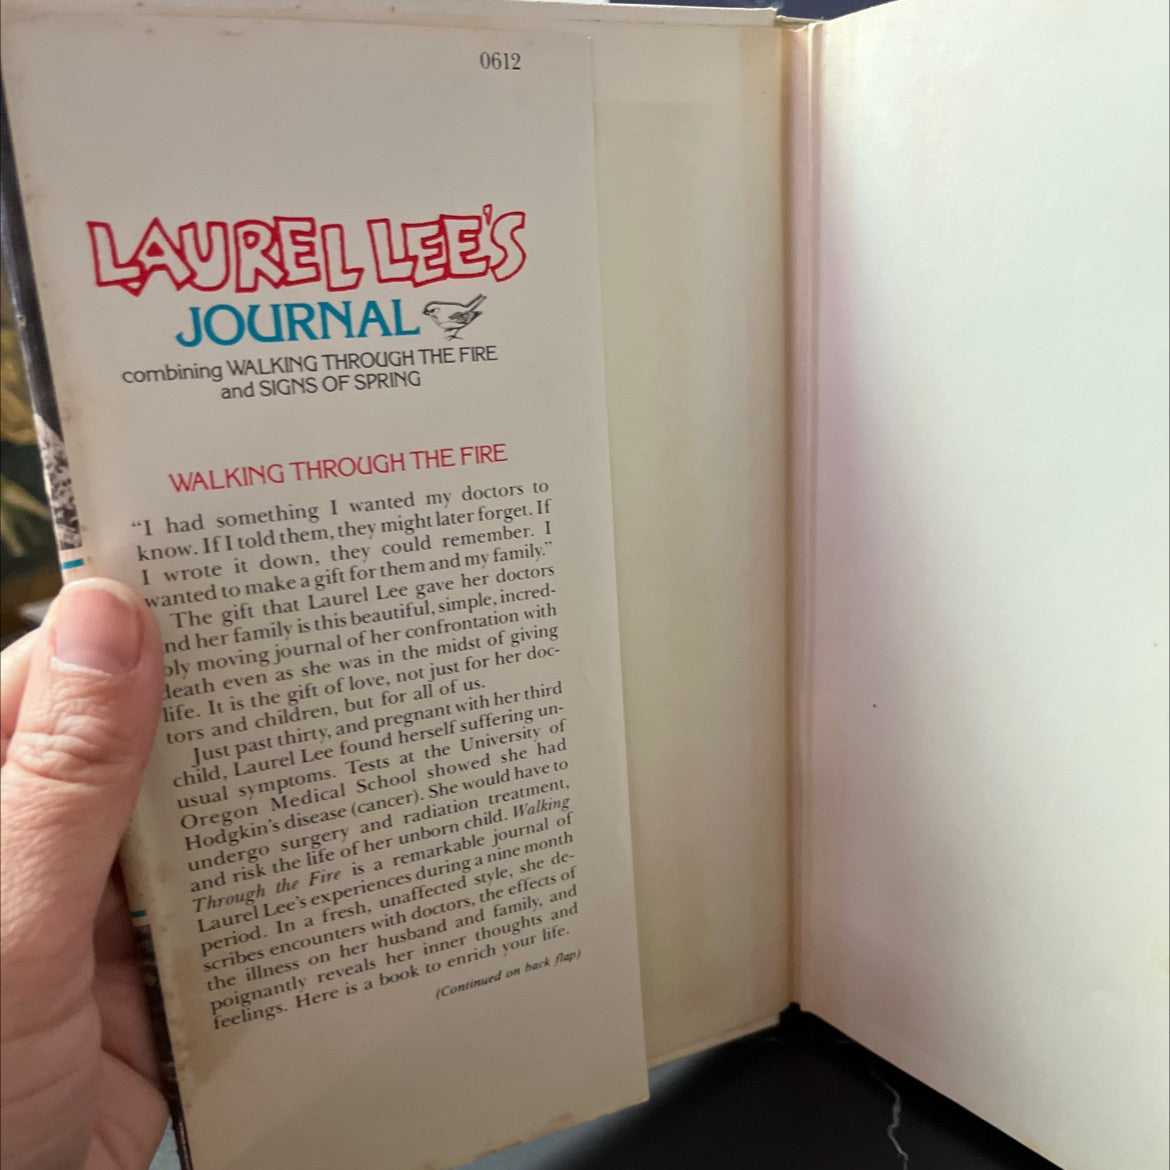 0612
LAUREL LEE'S
JOURNAL
combining WALKING THROUGH THE FIRE
and SIGNS OF SPRING
WALKING THROUGH THE FIRE
“I had something I wanted my doctors to
know. If I told them, they might later forget. If
I wrote it down, they could remember. I
wanted to make a gift for them and my family.”
The gift that Laurel Lee gave her doctors
nd her family is this beautiful, simple, incred-
bly moving journal of her confrontation with
death even as she was in the midst of giving
life. It is the gift of love, not just for her doc-
tors and children, but for all of us.
Just past thirty, and pregnant with her third
child, Laurel Lee found herself suffering un-
usual symptoms. Tests at the University of
Oregon Medical School showed she had
Hodgkin's disease (cancer). She would have to
undergo surgery and radiation treatment,
and risk the life of her unborn child. Walking
Through the Fire is a remarkable journal of
Laurel Lee's experiences during a nine month
period. In a fresh, unaffected style, she de-
scribes encounters with doctors, the effects of
the illness on her husband and family, and
poignantly reveals her inner thoughts and
feelings. Here is a book to enrich your life.
(Continued on back flap)